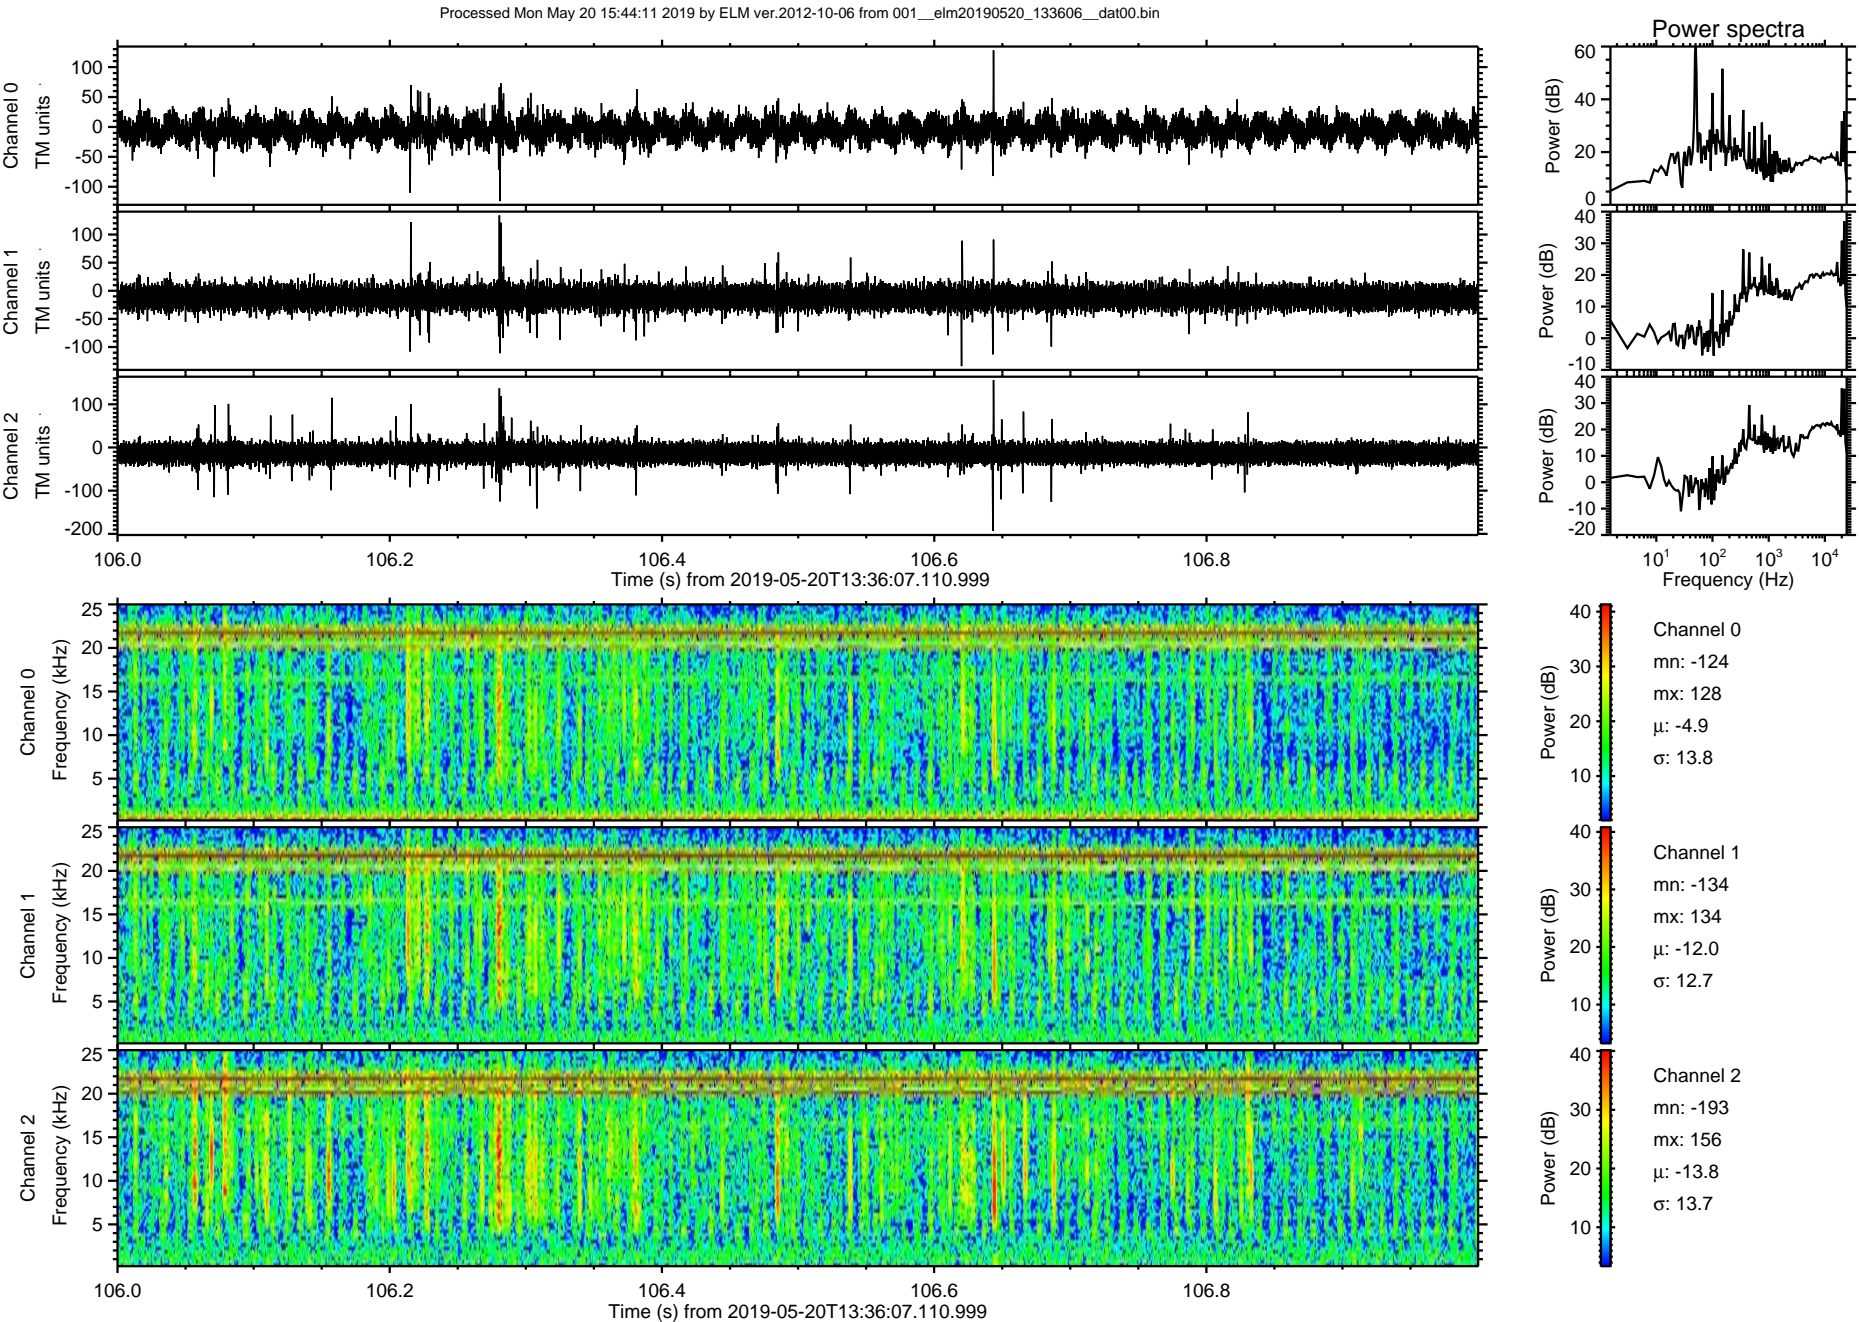 Processed Mon May 20 15:44:11 2019 by ELM ver.2012-10-06 from 001__elm20190520_133606__dat00.bin
Power spectra
Channel 0
TM units
100
50
0
-50
-100
Power (dB)
60
40
20
0
Channel 1
TM units
100
50
0
-50
-100
Power (dB)
40
30
20
10
0
-10
Channel 2
TM units
100
0
-100
-200
Power (dB)
40
30
20
10
0
-10
-20
106.0 106.2 106.4 106.6 106.8
Time (s) from 2019-05-20T13:36:07.110.999
10¹ 10² 10³ 10⁴
Frequency (Hz)
Channel 0
Frequency (kHz)
25
20
15
10
5
Power (dB)
40
30
20
10
Channel 0
mn: -124
mx: 128
μ: -4.9
σ: 13.8
Channel 1
Frequency (kHz)
25
20
15
10
5
Power (dB)
40
30
20
10
Channel 1
mn: -134
mx: 134
μ: -12.0
σ: 12.7
Channel 2
Frequency (kHz)
25
20
15
10
5
Power (dB)
40
30
20
10
Channel 2
mn: -193
mx: 156
μ: -13.8
σ: 13.7
106.0 106.2 106.4 106.6 106.8
Time (s) from 2019-05-20T13:36:07.110.999